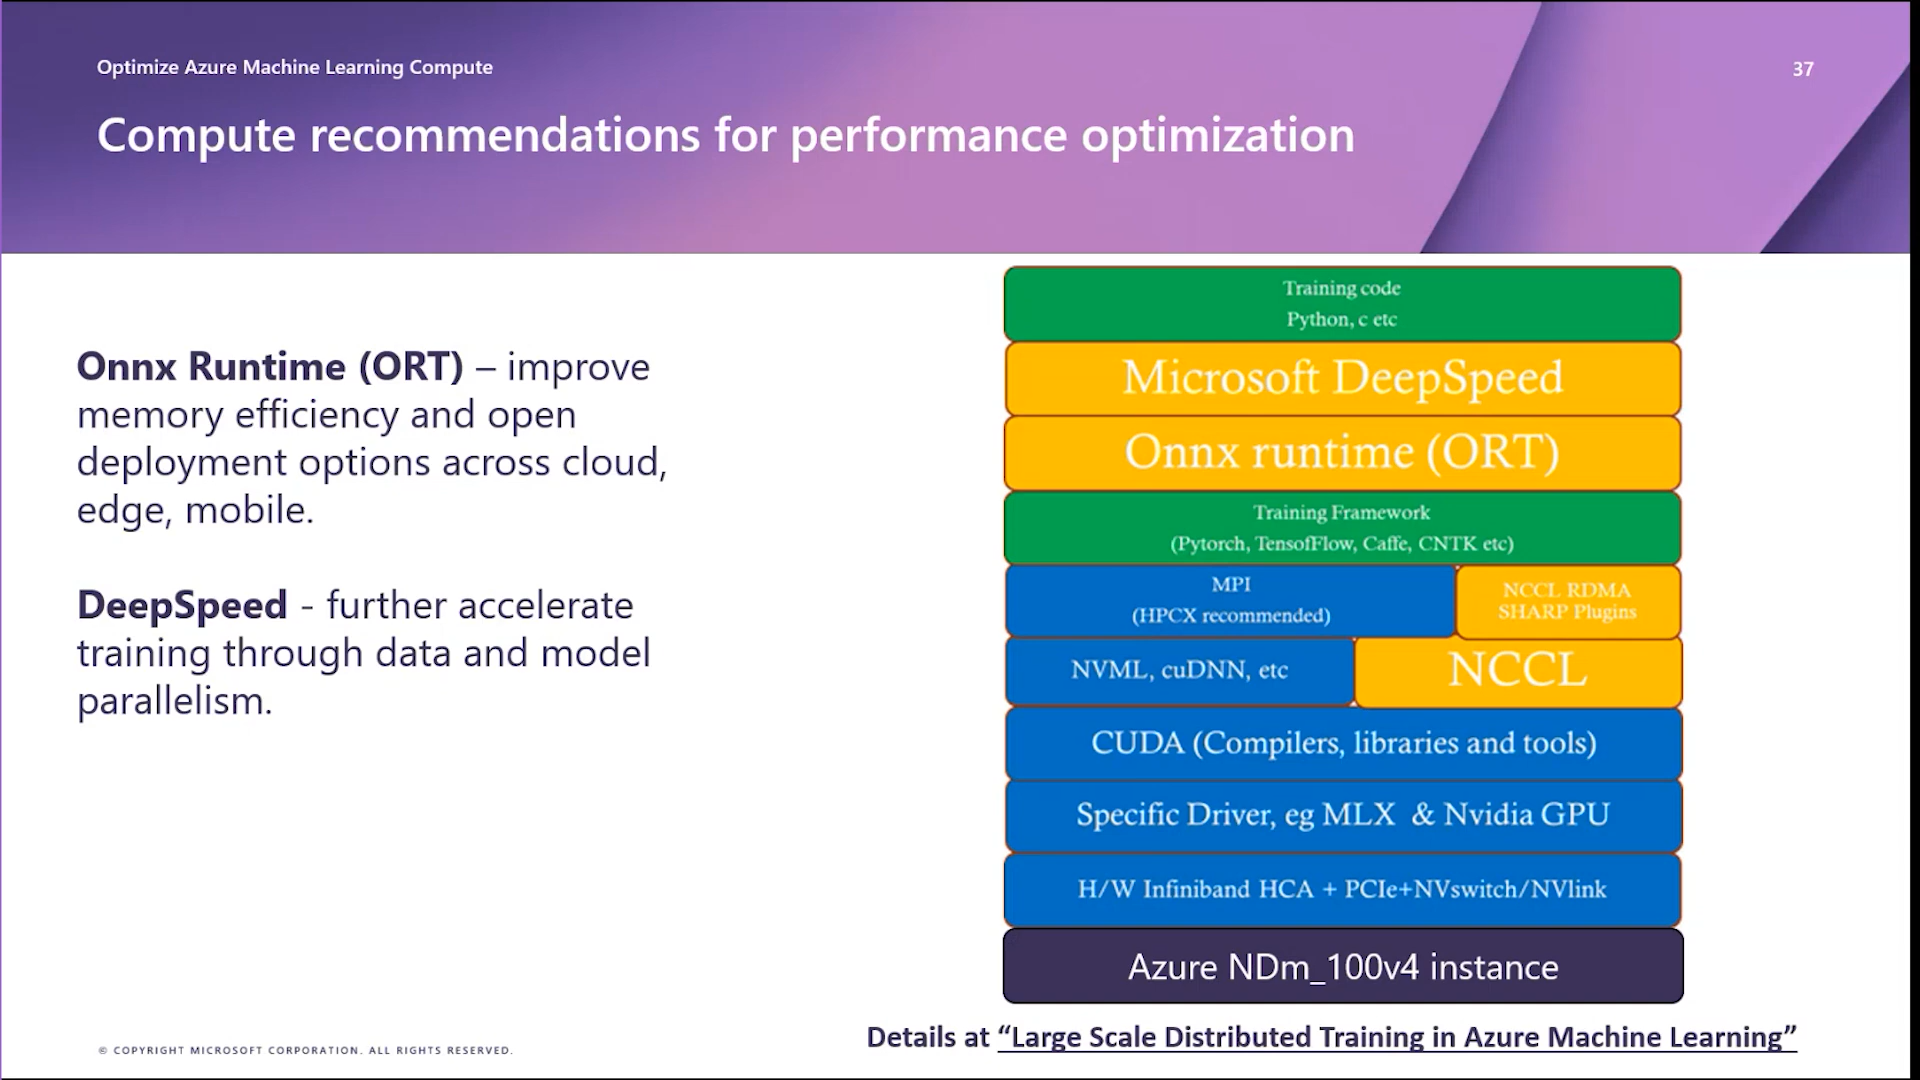 Optimize Azure Machine Learning Compute
37
Compute recommendations for performance optimization
Onnx Runtime (ORT) – improve
memory efficiency and open
deployment options across cloud,
edge, mobile.
DeepSpeed - further accelerate
training through data and model
parallelism.
Training code
Python, c etc
Microsoft DeepSpeed
Onnx runtime (ORT)
Training Framework
(Pytorch, TensofFlow, Caffe, CNTK etc)
MPI
(HPCX recommended)
NCCL RDMA
SHARP Plugins
NVML, cuDNN, etc
NCCL
CUDA (Compilers, libraries and tools)
Specific Driver, eg MLX & Nvidia GPU
H/W Infiniband HCA + PCIe+NVswitch/NVlink
Azure NDm_100v4 instance
Details at “Large Scale Distributed Training in Azure Machine Learning”
© COPYRIGHT MICROSOFT CORPORATION. ALL RIGHTS RESERVED.